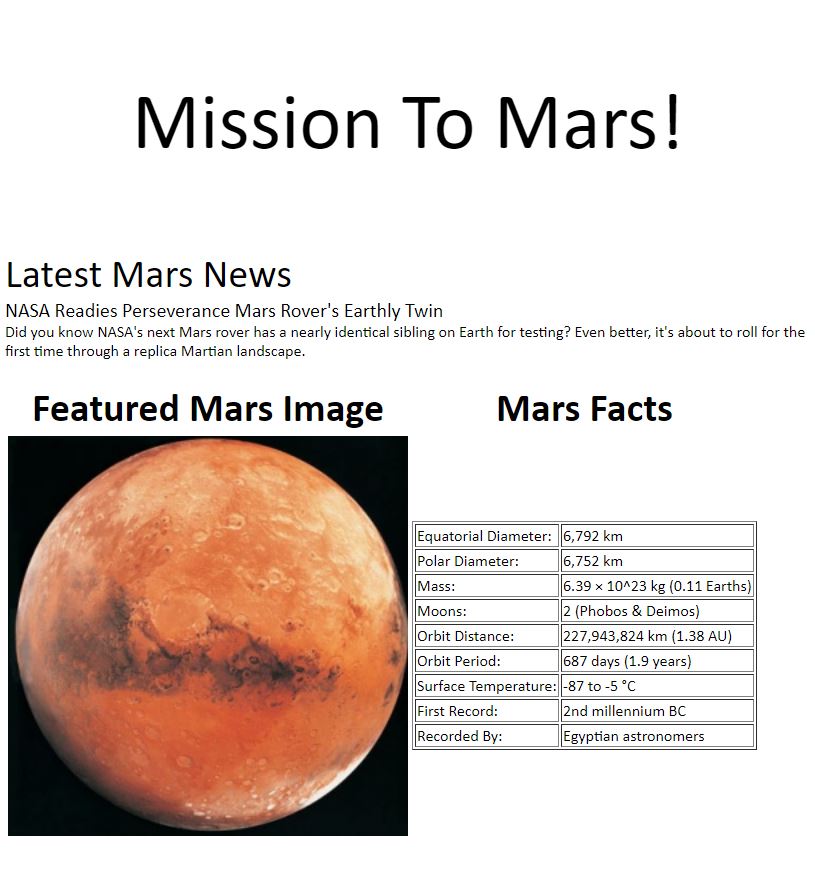 Mission To Mars!
Latest Mars News
NASA Readies Perseverance Mars Rover's Earthly Twin
Did you know NASA's next Mars rover has a nearly identical sibling on Earth for testing? Even better, it's about to roll for the
first time through a replica Martian landscape.
Featured Mars Image
Mars Facts
Equatorial Diameter: 6,792 km
Polar Diameter: 6,752 km
Mass: 6.39 × 10^23 kg (0.11 Earths)
Moons: 2 (Phobos & Deimos)
Orbit Distance: 227,943,824 km (1.38 AU)
Orbit Period: 687 days (1.9 years)
Surface Temperature: -87 to -5 °C
First Record: 2nd millennium BC
Recorded By: Egyptian astronomers